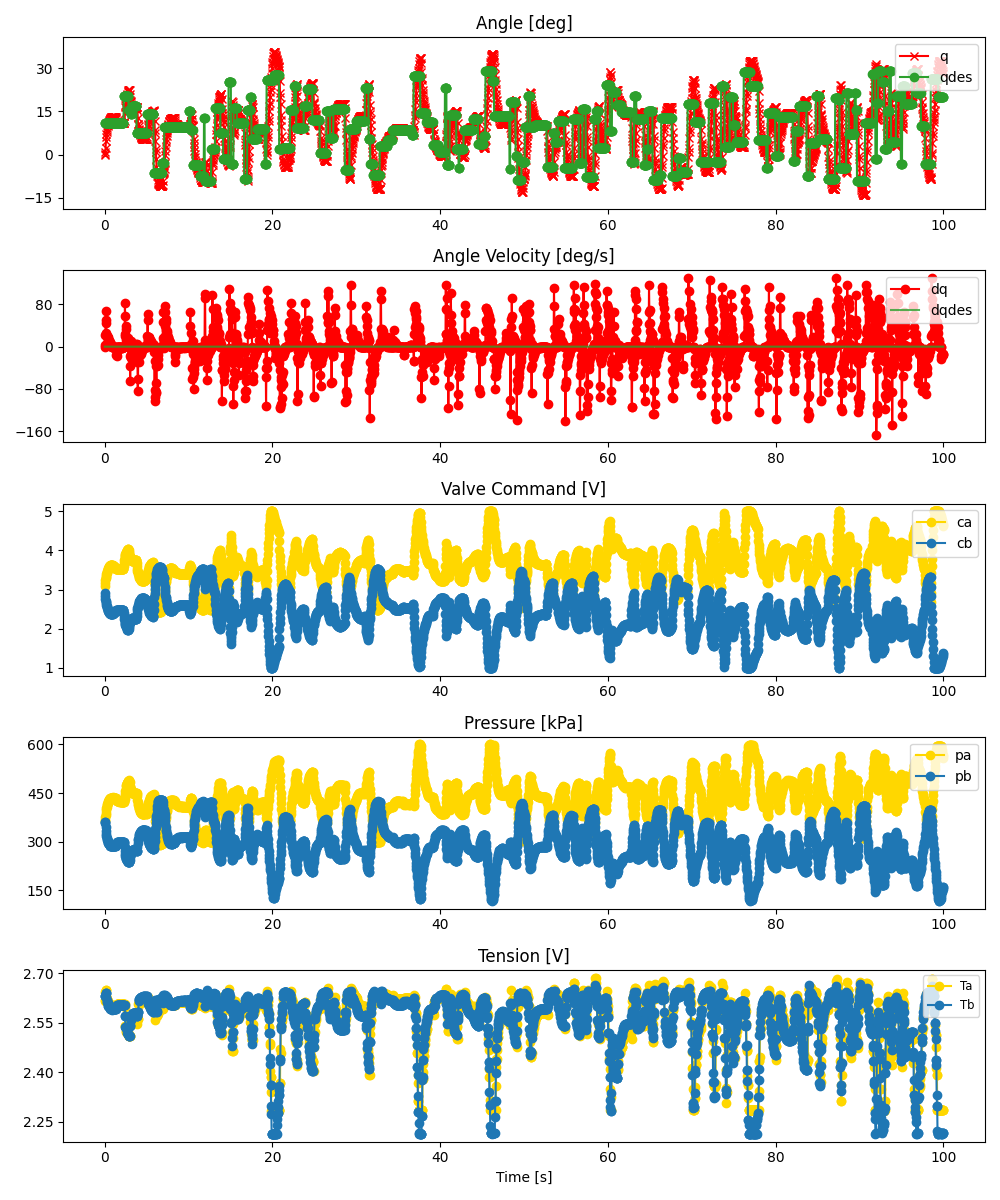 Angle [deg]
30
15
0
−15
q
qdes
0 20 40 60 80 100
Angle Velocity [deg/s]
80
0
−80
−160
dq
dqdes
0 20 40 60 80 100
Valve Command [V]
5
4
3
2
1
ca
cb
0 20 40 60 80 100
Pressure [kPa]
600
450
300
150
pa
pb
0 20 40 60 80 100
Tension [V]
2.70
2.55
2.40
2.25
Ta
Tb
0 20 40 60 80 100
Time [s]